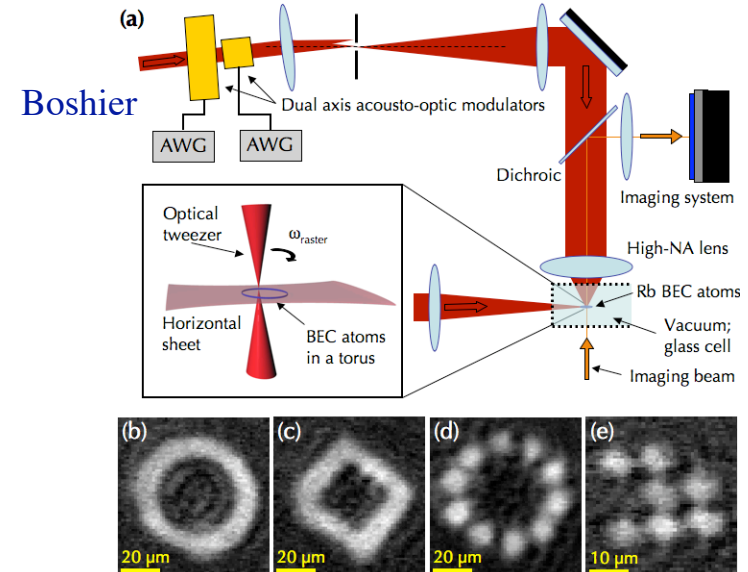 (a)
Boshier
Dual axis acousto-optic modulators
AWG
AWG
Dichroic
Imaging system
Optical
tweezer
ωraster
High-NA lens
Rb BEC atoms
Horizontal
sheet
BEC atoms
in a torus
Vacuum;
glass cell
Imaging beam
(b)
(c)
(d)
(e)
20 µm
20 µm
20 µm
10 µm